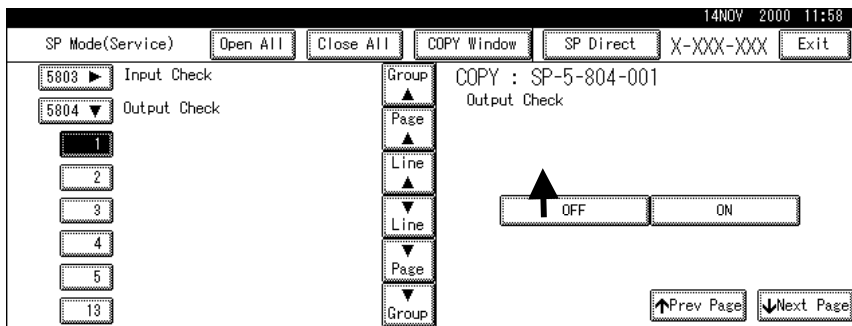 14NOV 2000 11:58
SP Mode(Service) Open All Close All COPY Window SP Direct X-XXX-XXX Exit
5803 ▶ Input Check
5804 ▼ Output Check
1
2
3
4
5
13
Group
▲
Page
▲
Line
▲
▼
Line
▼
Page
▼
Group
COPY : SP-5-804-001
Output Check
OFF ON
↑Prev Page ↓Next Page